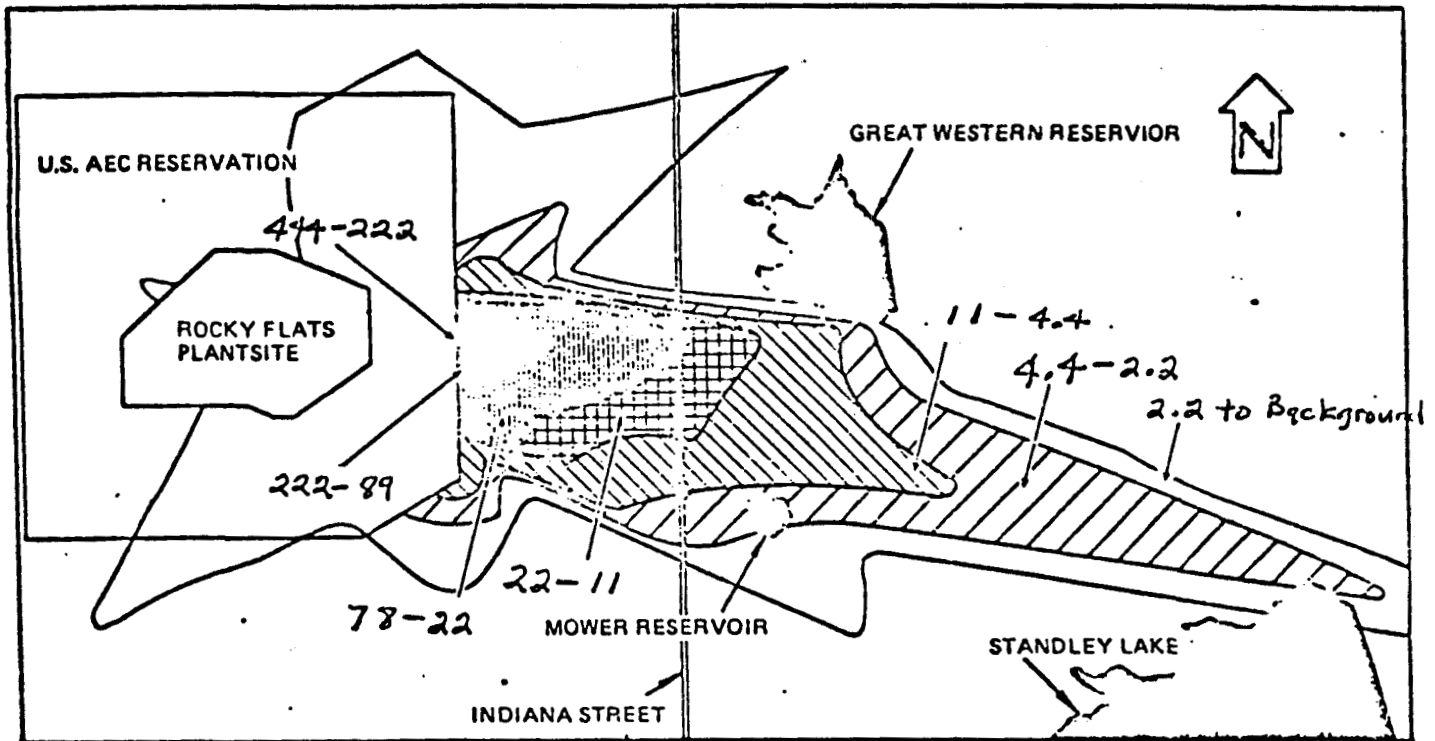 GREAT WESTERN RESERVIOR
N
U.S. AEC RESERVATION
444-222
ROCKY FLATS
PLANTSITE
11-4.4
4.4-2.2
2.2 to Background
222-89
22-11
78-22
MOWER RESERVOIR
STANDLEY LAKE
INDIANA STREET